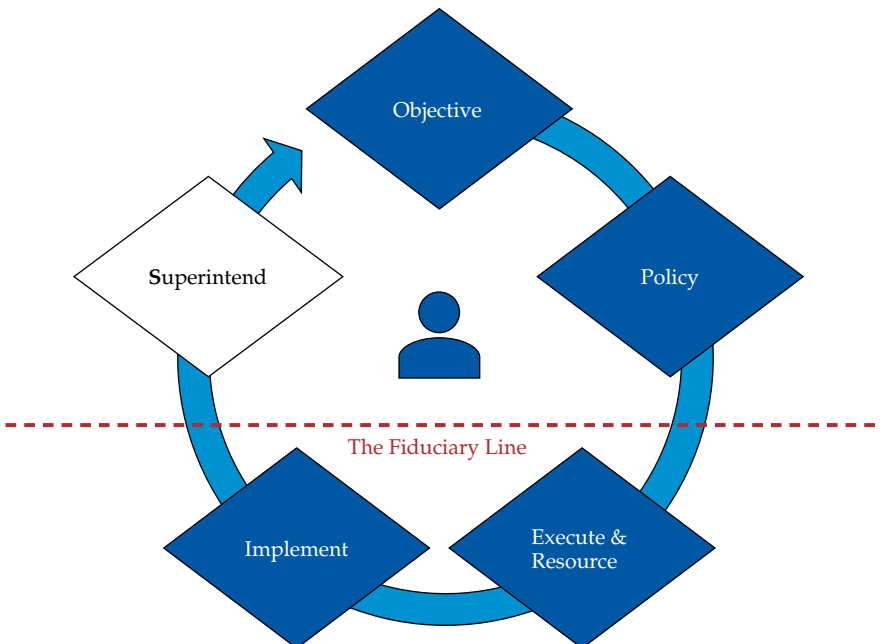 Objective
Policy
Superintend
The Fiduciary Line
Implement
Execute &
Resource